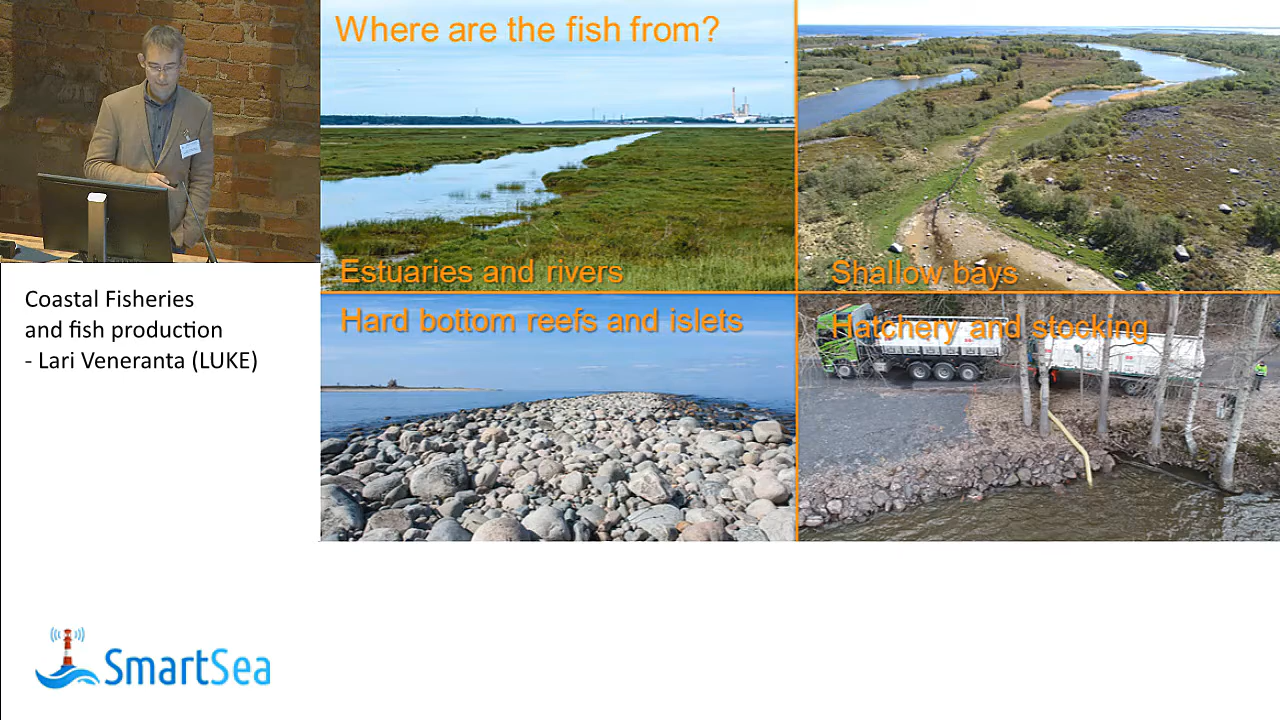 Where are the fish from?
Estuaries and rivers
Shallow bays
Hard bottom reefs and islets
Hatchery and stocking
Coastal Fisheries
and fish production
- Lari Veneranta (LUKE)
SmartSea